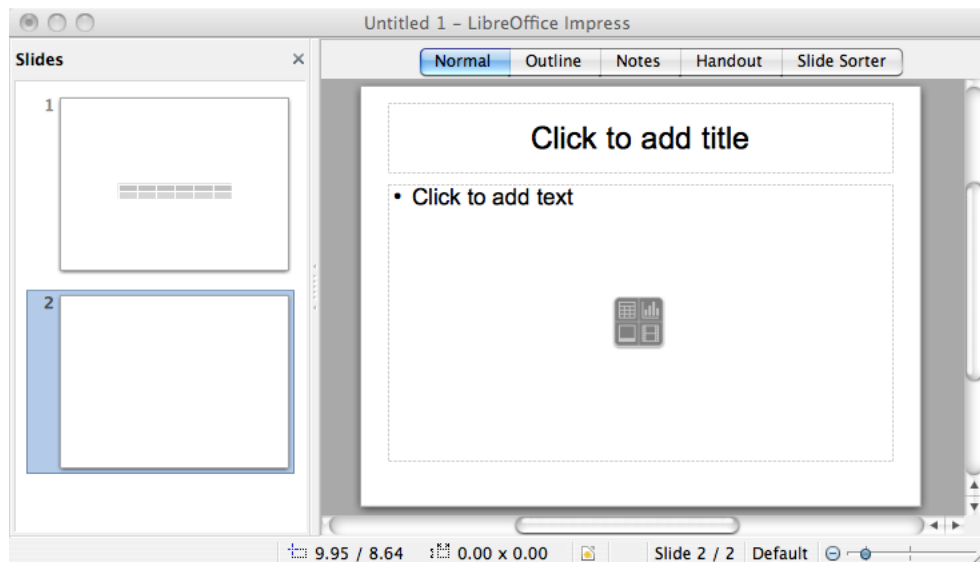 Untitled 1 – LibreOffice Impress
Slides ×
Normal Outline Notes Handout Slide Sorter
1
Click to add title
• Click to add text
2
9.95 / 8.64 0.00 x 0.00 Slide 2 / 2 Default